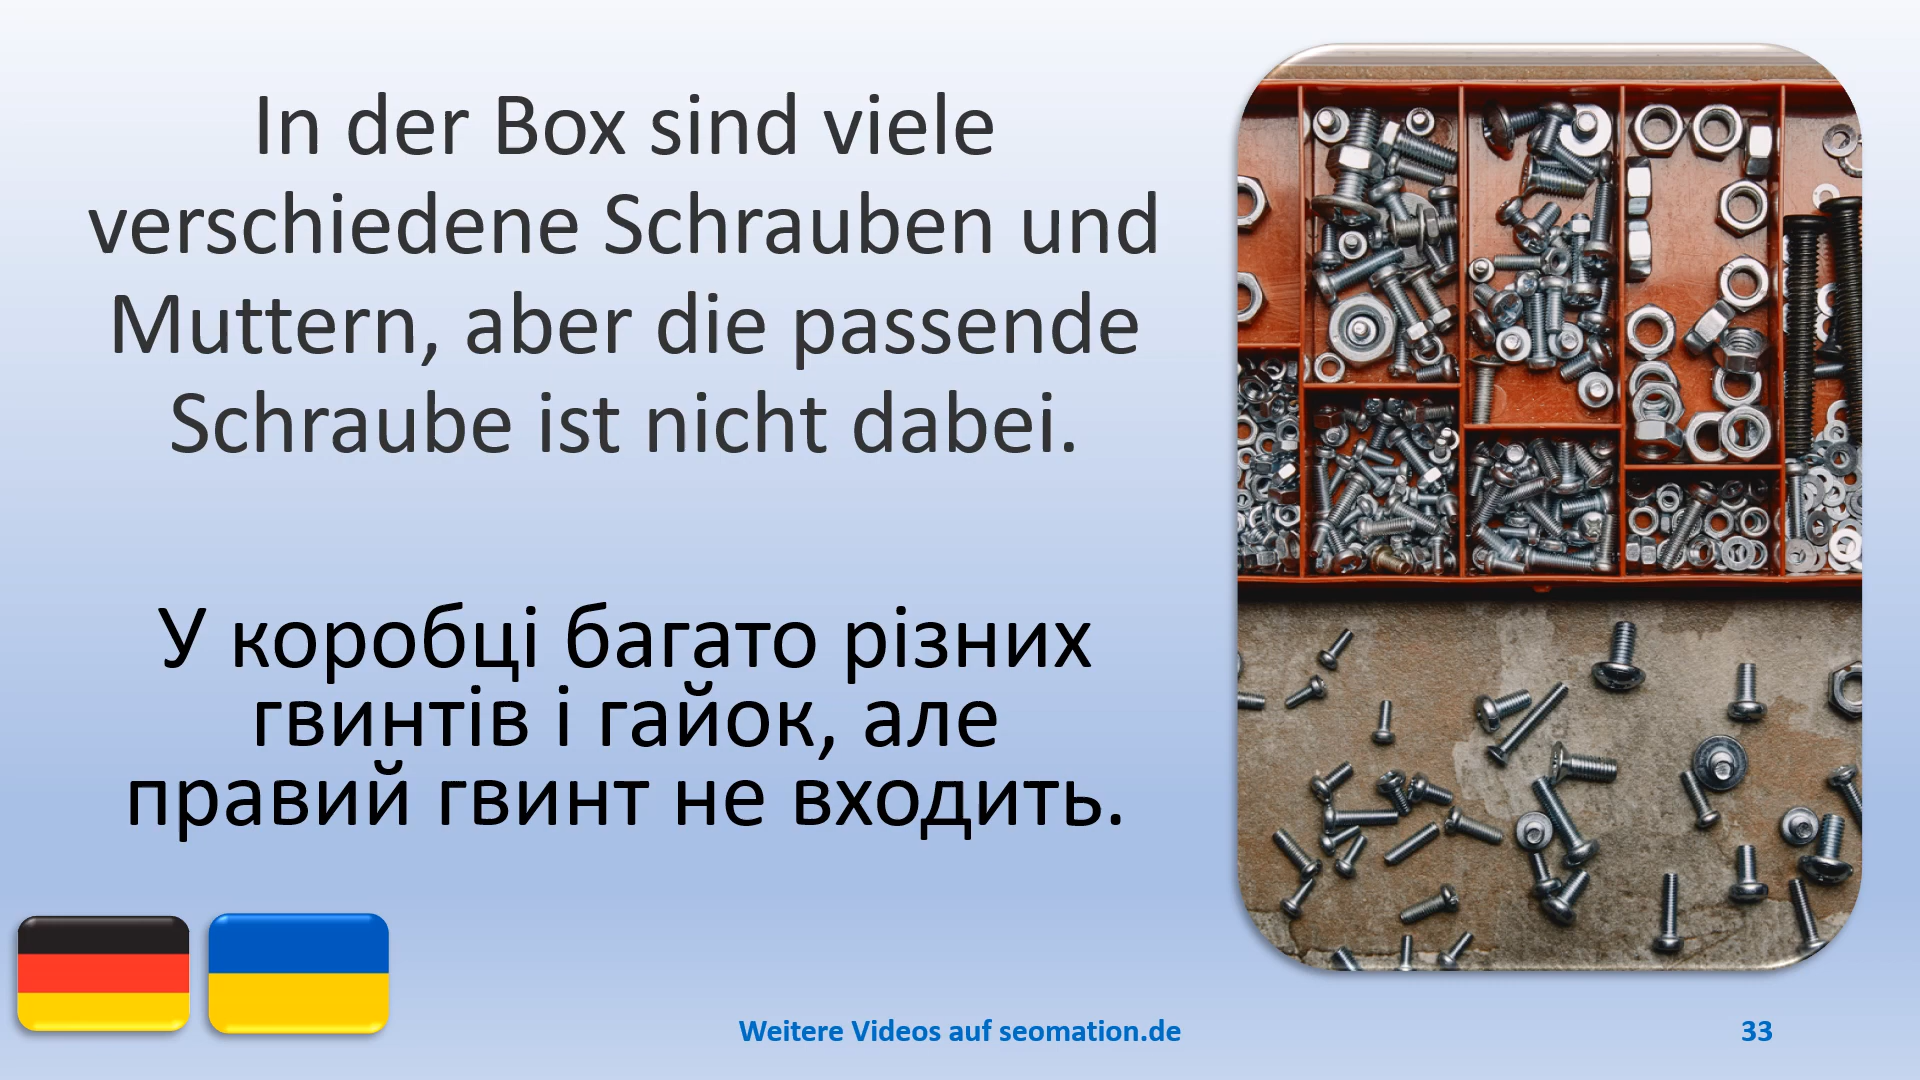 In der Box sind viele
verschiedene Schrauben und
Muttern, aber die passende
Schraube ist nicht dabei.
У коробці багато різних
гвинтів і гайок, але
правий гвинт не входить.
Weitere Videos auf seomation.de
33